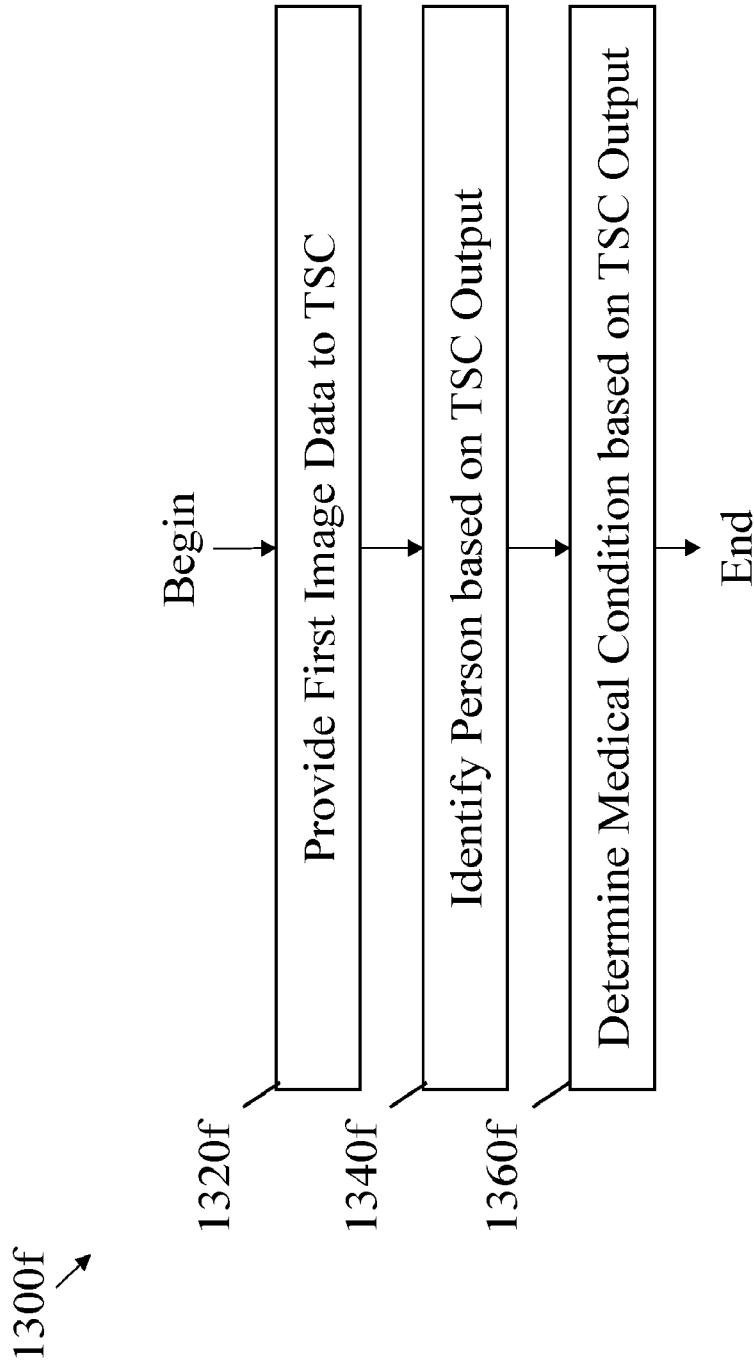 1300f
Begin
1320f
Provide First Image Data to TSC
1340f
Identify Person based on TSC Output
1360f
Determine Medical Condition based on TSC Output
End